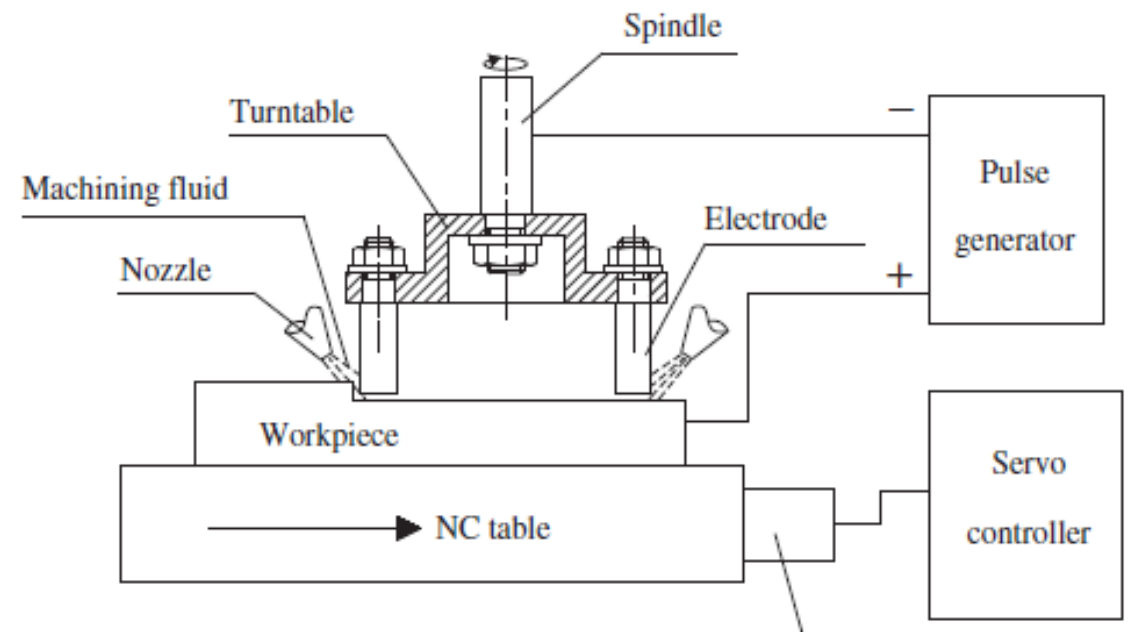 Spindle
Turntable
−
Pulse
generator
Machining fluid
Electrode
Nozzle
+
Workpiece
Servo
controller
NC table